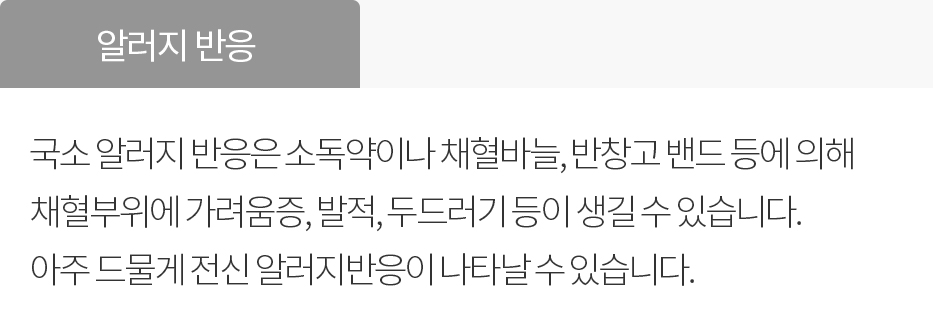 알러지 반응
국소 알러지 반응은 소독약이나 채혈바늘, 반창고 밴드 등에 의해
채혈부위에 가려움증, 발적, 두드러기 등이 생길 수 있습니다.
아주 드물게 전신 알러지반응이 나타날 수 있습니다.